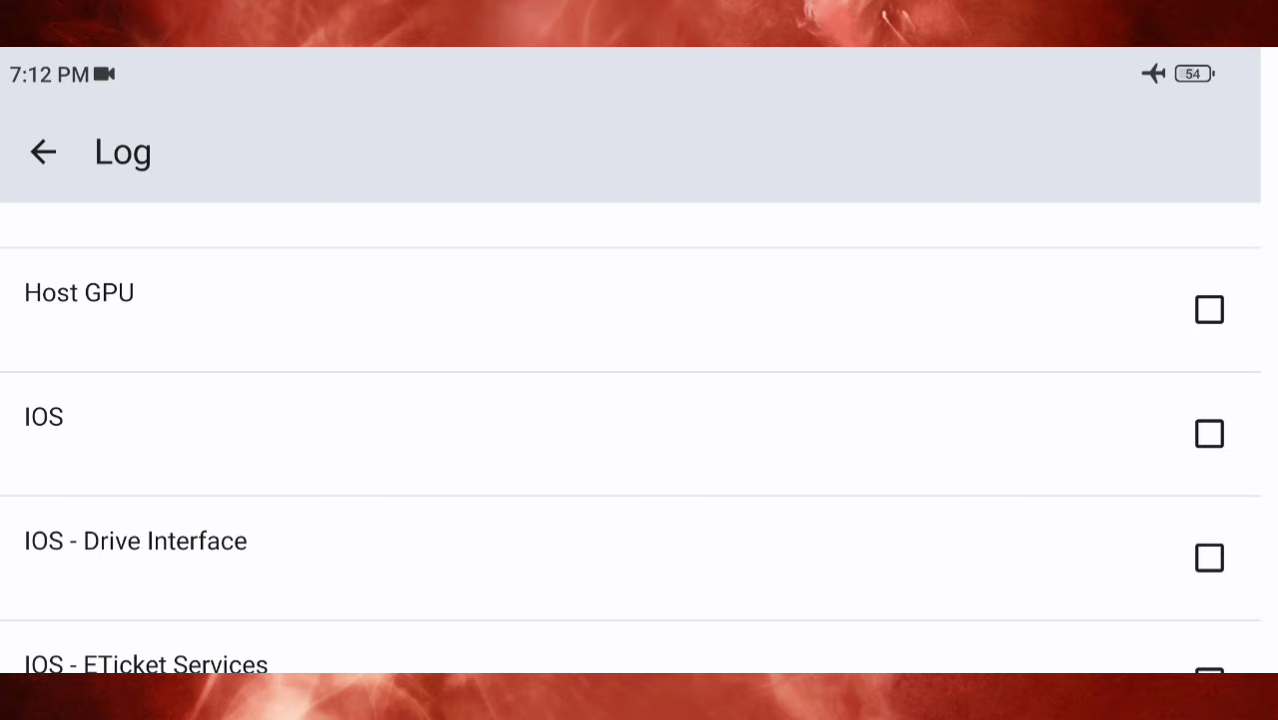 7:12 PM
54
Log
Host GPU
IOS
IOS - Drive Interface
IOS - ETicket Services